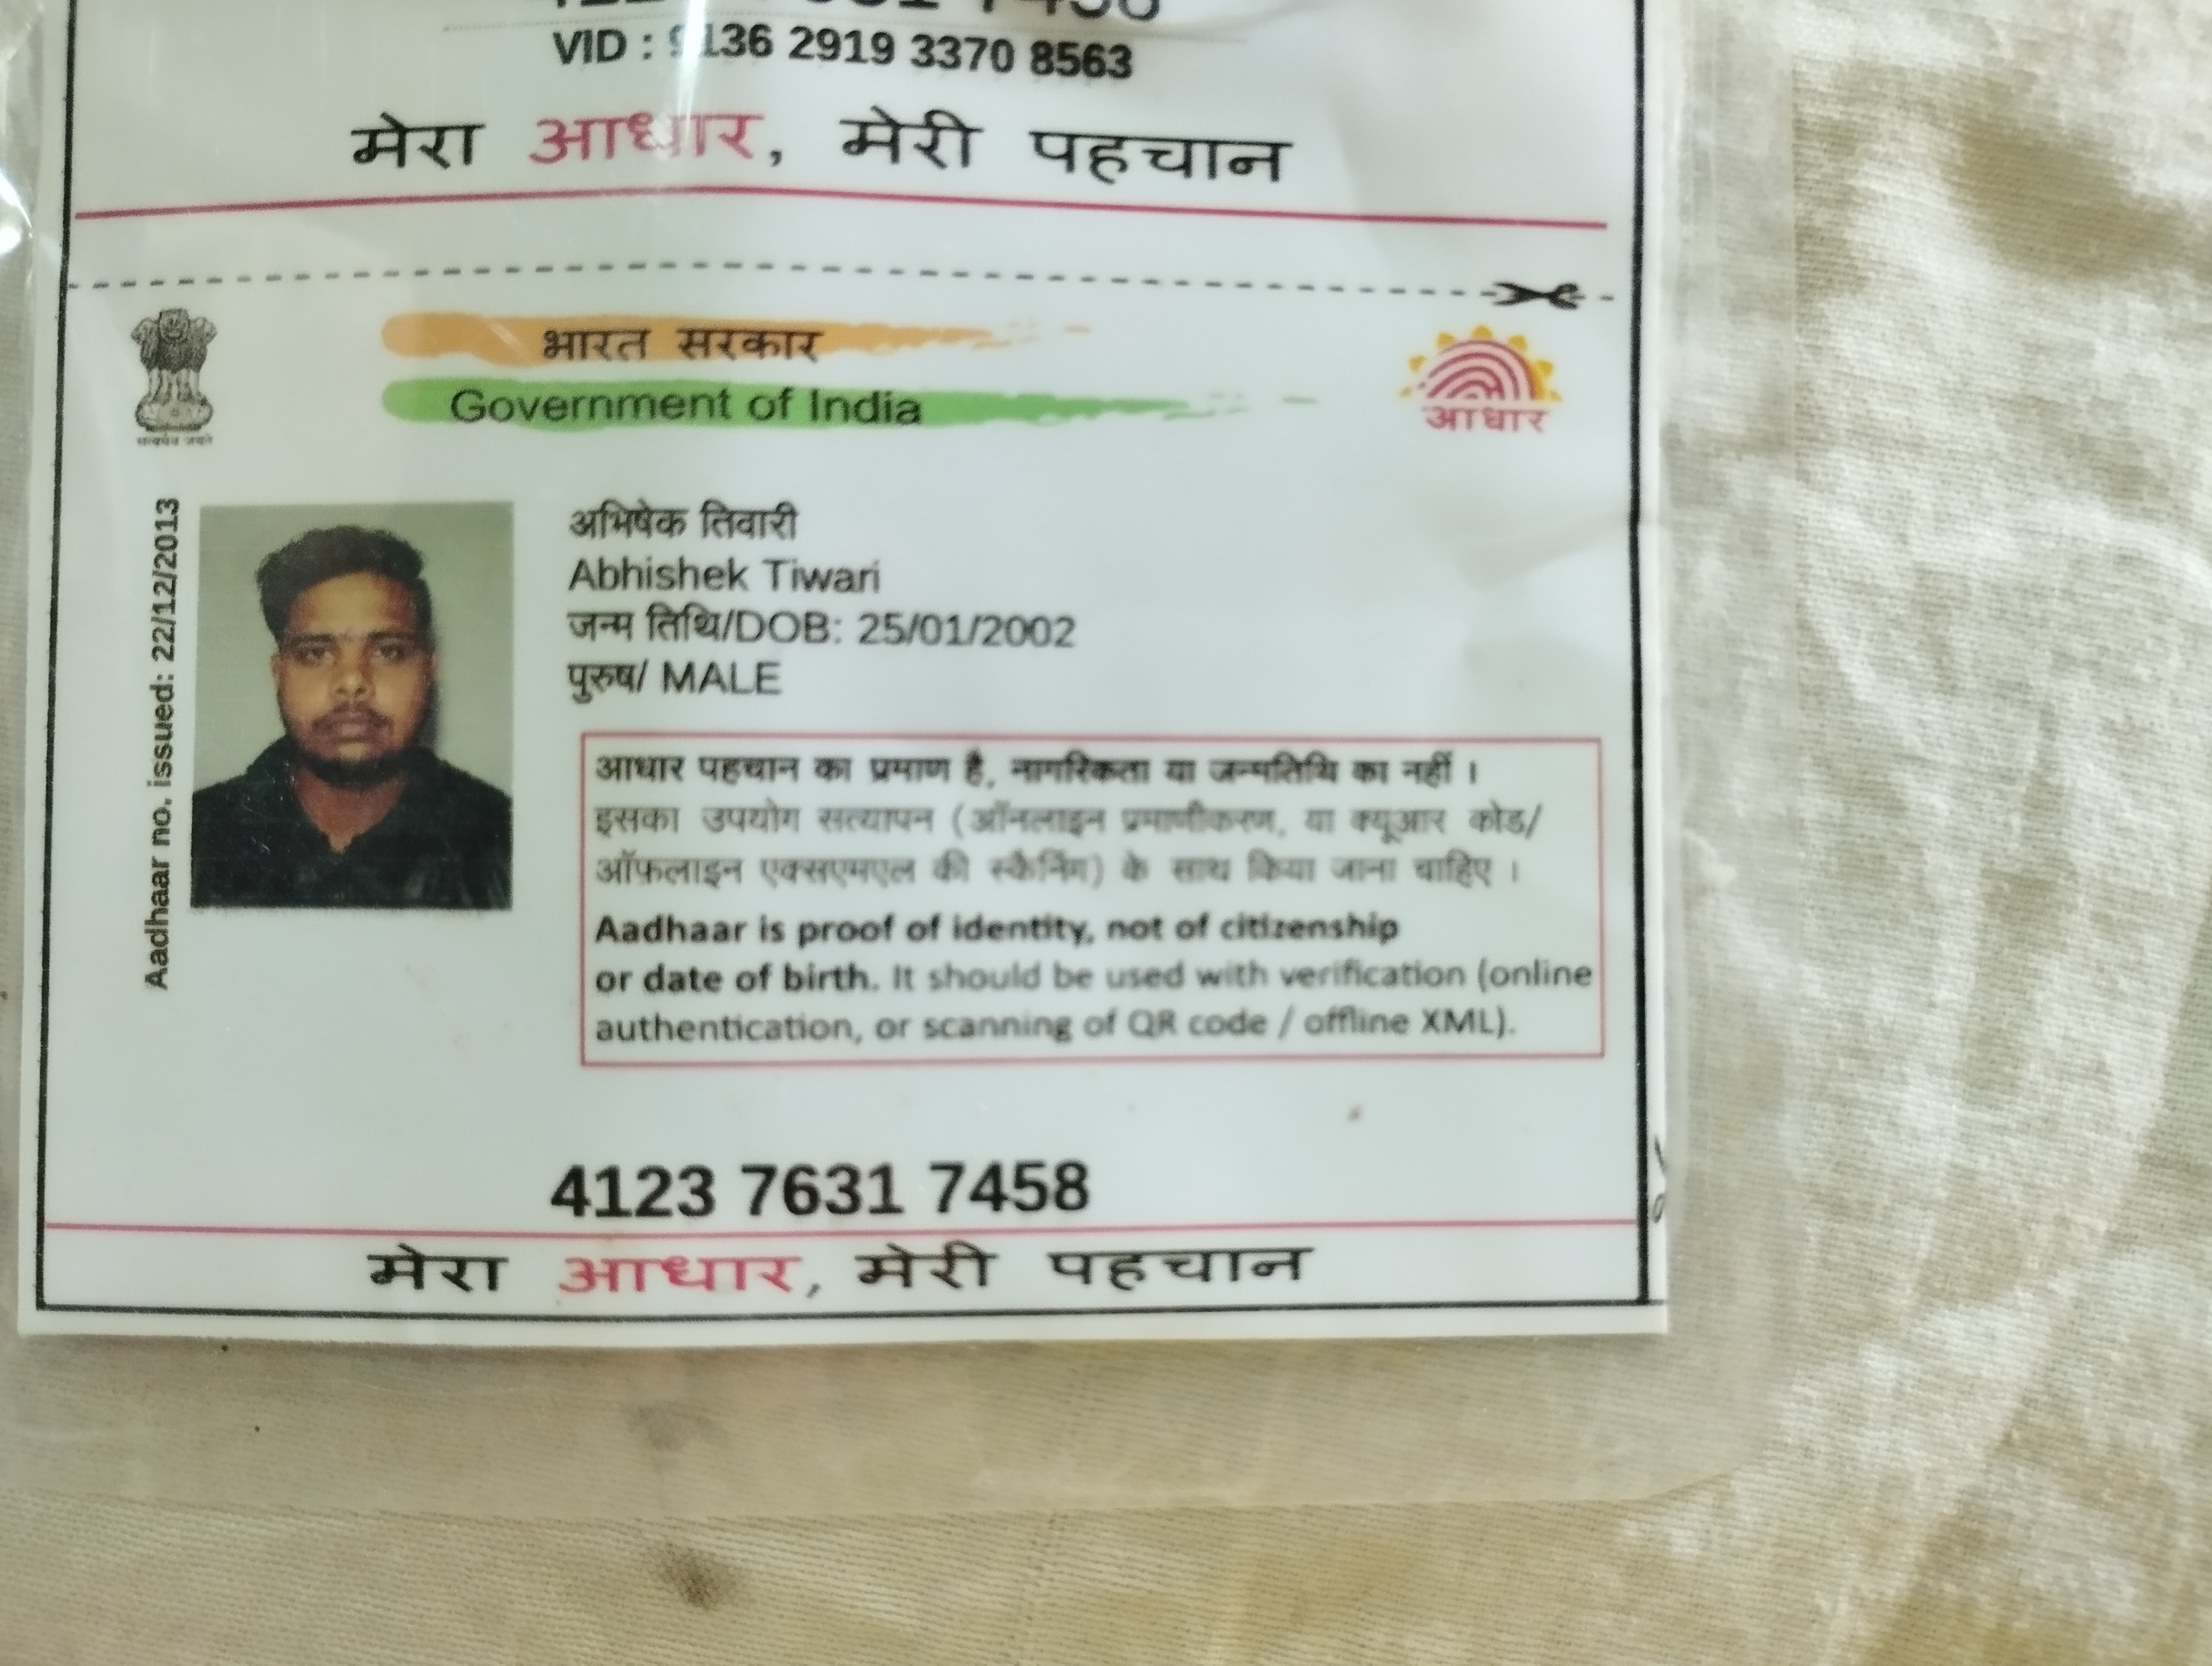 VID : 9136 2919 3370 8563
मेरा आधार, मेरी पहचान
भारत सरकार
Government of India
आधार
सत्यमेव जयते
Aadhaar no. issued: 22/12/2013
अभिषेक तिवारी
Abhishek Tiwari
जन्म तिथि/DOB: 25/01/2002
पुरुष/ MALE
आधार पहचान का प्रमाण है, नागरिकता या जन्मतिथि का नहीं ।
इसका उपयोग सत्यापन (ऑनलाइन प्रमाणीकरण, या क्यूआर कोड/
ऑफ़लाइन एक्सएमएल की स्कैनिंग) के साथ किया जाना चाहिए ।
Aadhaar is proof of identity, not of citizenship
or date of birth. It should be used with verification (online
authentication, or scanning of QR code / offline XML).
4123 7631 7458
मेरा आधार, मेरी पहचान